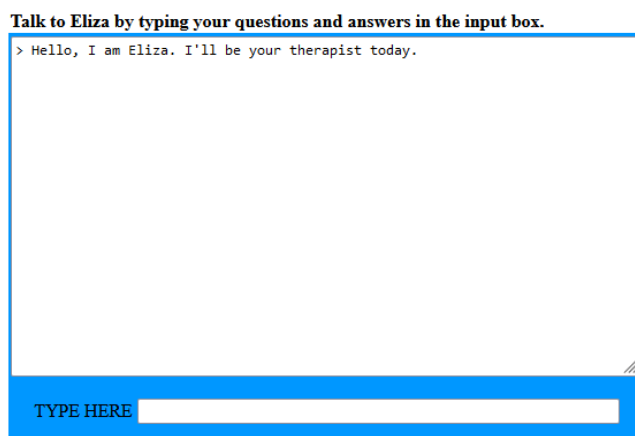 Talk to Eliza by typing your questions and answers in the input box.
> Hello, I am Eliza. I'll be your therapist today.
TYPE HERE